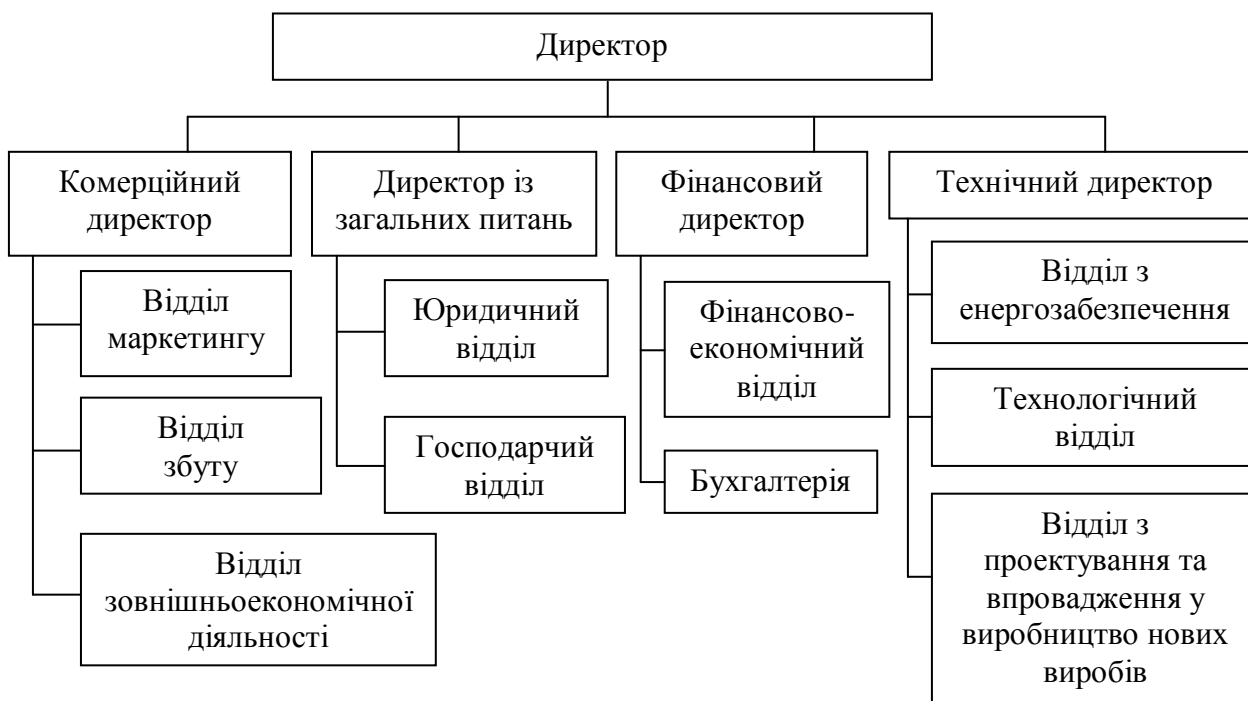 Директор
Комерційний
директор
Відділ
маркетингу
Відділ
збуту
Відділ
зовнішньоекономічної
діяльності
Директор із
загальних питань
Юридичний
відділ
Господарчий
відділ
Фінансовий
директор
Фінансово-
економічний
відділ
Бухгалтерія
Технічний директор
Відділ з
енергозабезпечення
Технологічний
відділ
Відділ з
проектування та
впровадження у
виробництво нових
виробів